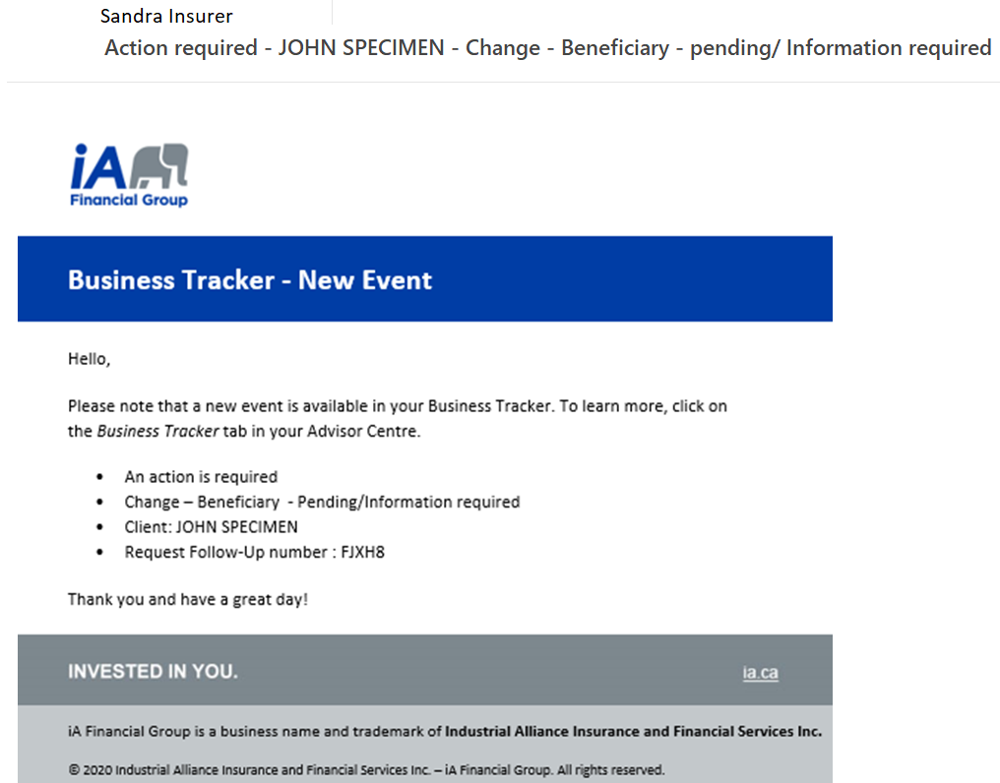 Sandra Insurer
Action required - JOHN SPECIMEN - Change - Beneficiary - pending/ Information required
iA
Financial Group
Business Tracker - New Event
Hello,
Please note that a new event is available in your Business Tracker. To learn more, click on
the Business Tracker tab in your Advisor Centre.
• An action is required
• Change – Beneficiary - Pending/Information required
• Client: JOHN SPECIMEN
• Request Follow-Up number : FJXH8
Thank you and have a great day!
INVESTED IN YOU. ia.ca
iA Financial Group is a business name and trademark of Industrial Alliance Insurance and Financial Services Inc.
© 2020 Industrial Alliance Insurance and Financial Services Inc. – iA Financial Group. All rights reserved.